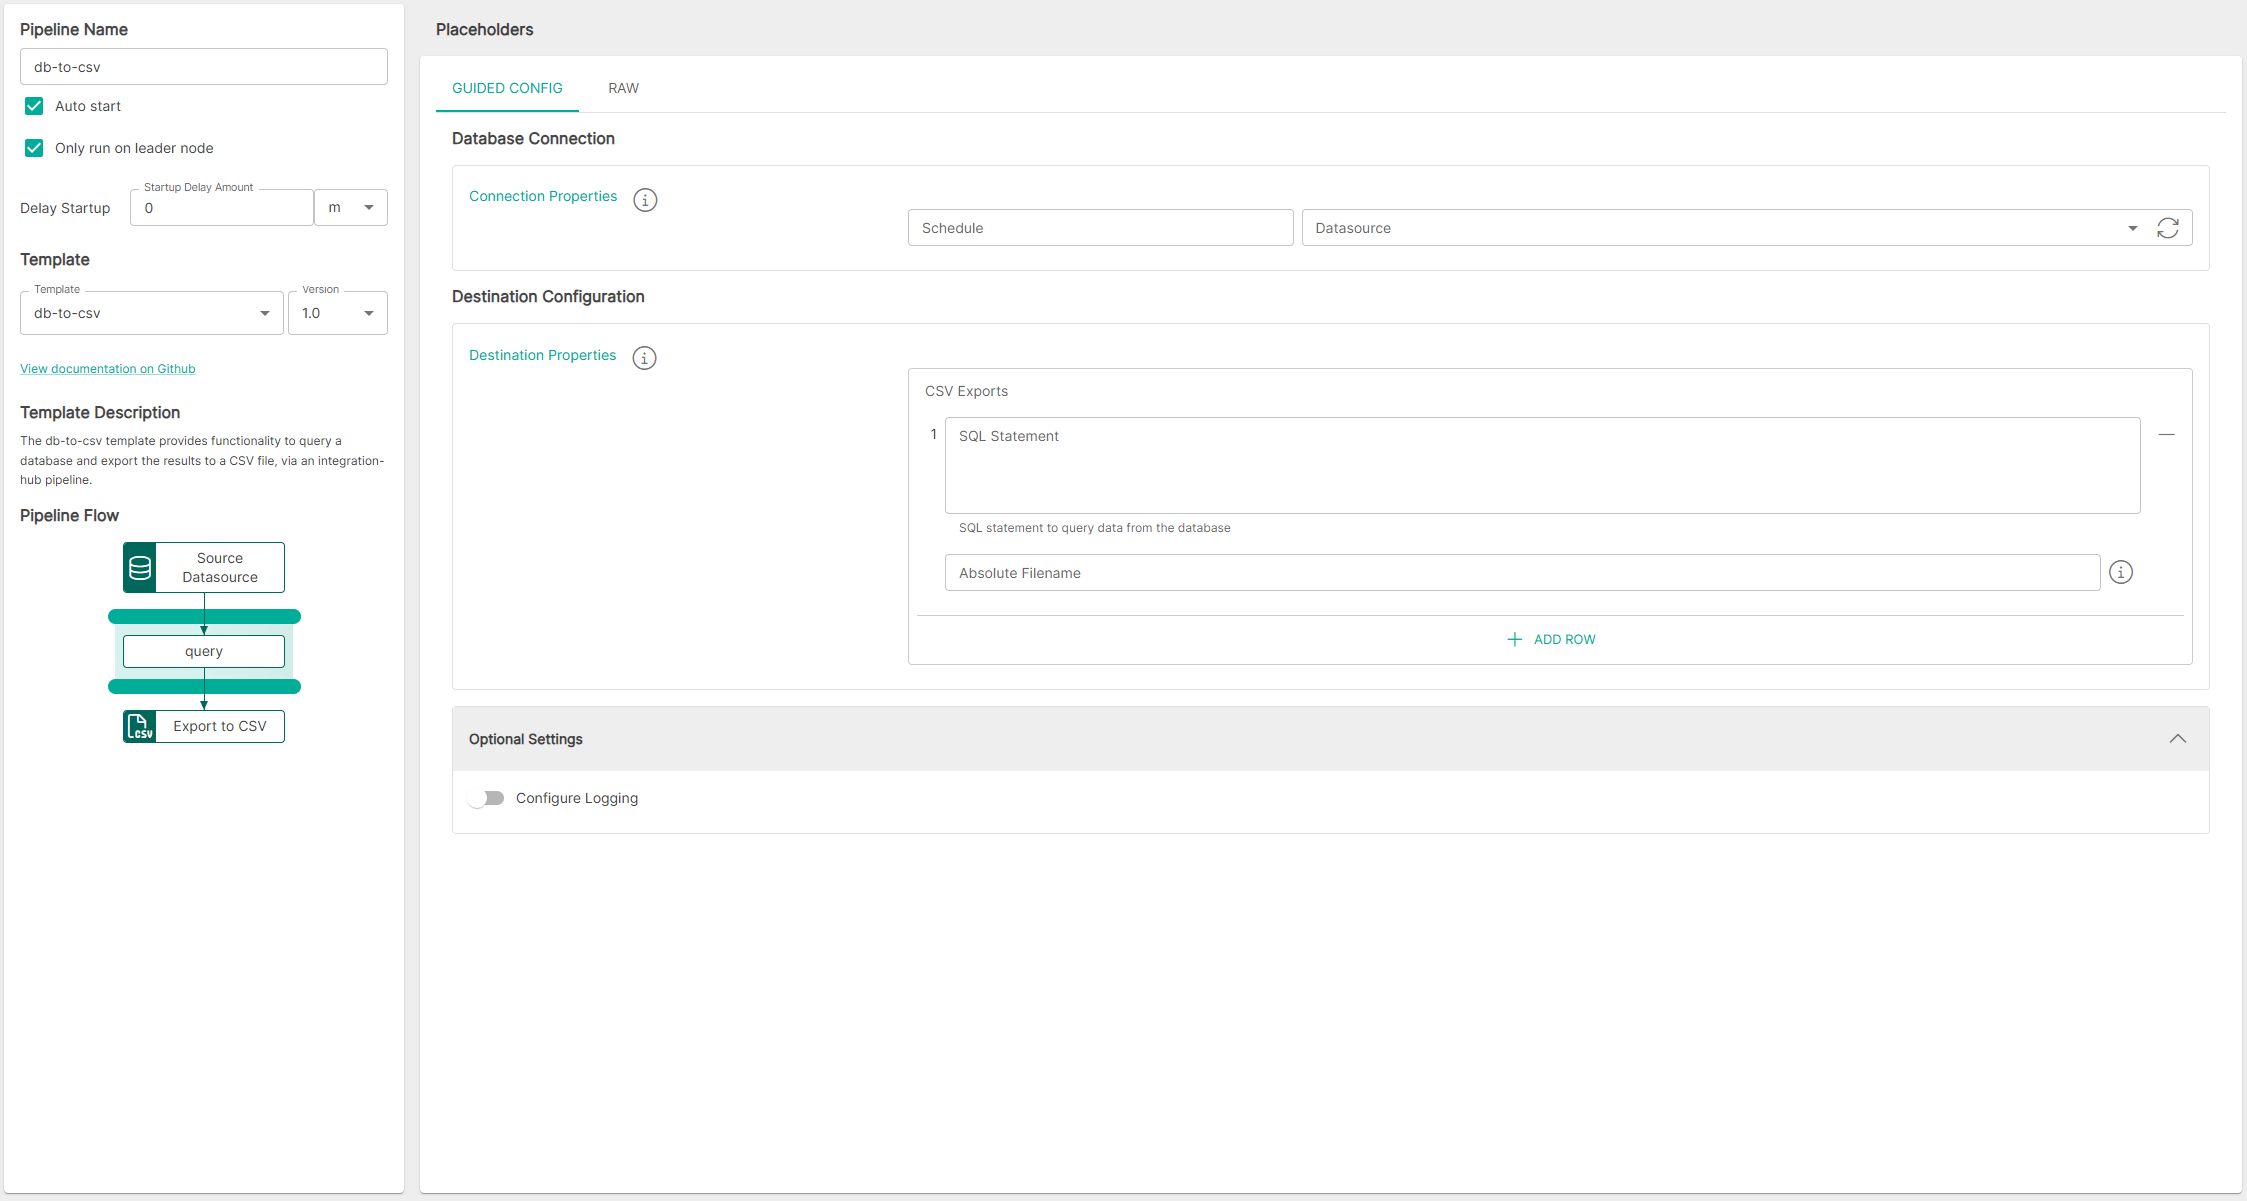 Pipeline Name
db-to-csv
Auto start
Only run on leader node
Delay Startup
Startup Delay Amount
0
m
Template
Template
db-to-csv
Version
1.0
View documentation on Github
Template Description
The db-to-csv template provides functionality to query a
database and export the results to a CSV file, via an integration-
hub pipeline.
Pipeline Flow
Source
Datasource
query
CSV
Export to CSV
Placeholders
GUIDED CONFIG
RAW
Database Connection
Connection Properties
Schedule
Datasource
Destination Configuration
Destination Properties
CSV Exports
1
SQL Statement
SQL statement to query data from the database
Absolute Filename
ADD ROW
Optional Settings
Configure Logging